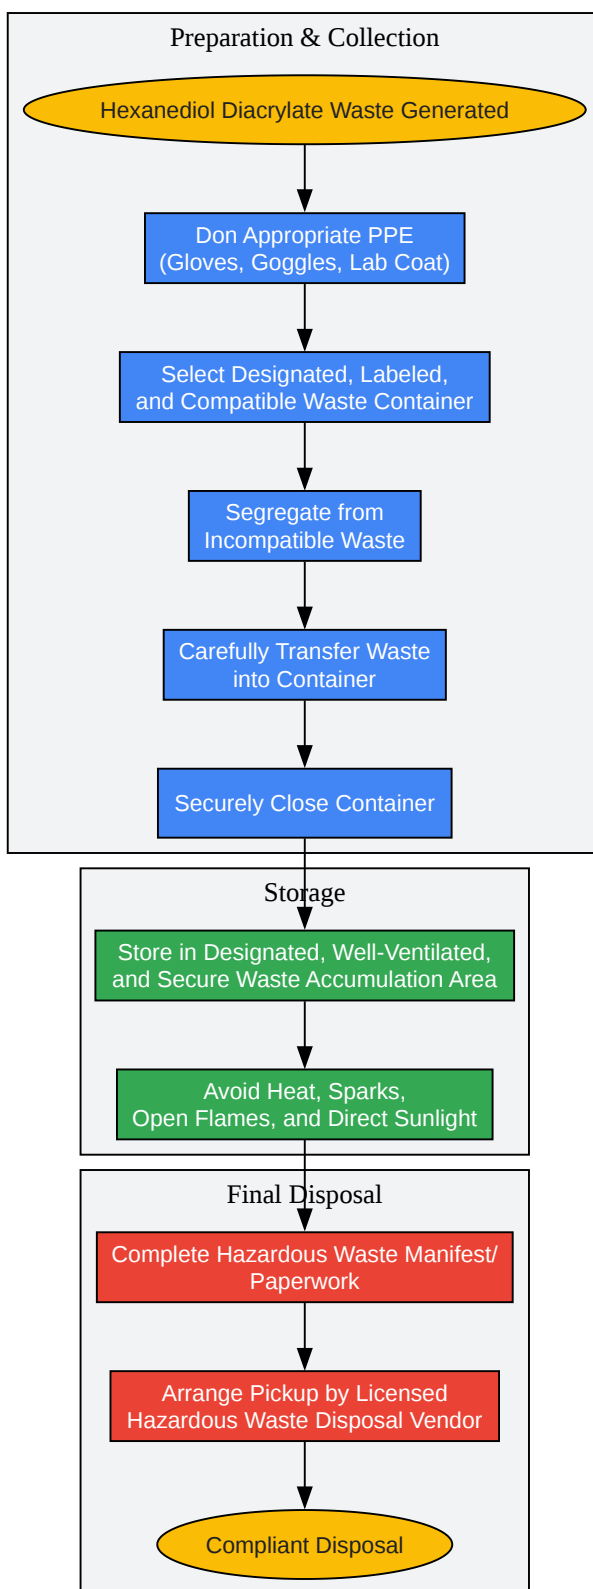 Preparation & Collection
Hexanediol Diacrylate Waste Generated
Don Appropriate PPE
(Gloves, Goggles, Lab Coat)
Select Designated, Labeled,
and Compatible Waste Container
Segregate from
Incompatible Waste
Carefully Transfer Waste
into Container
Securely Close Container
Storage
Store in Designated, Well-Ventilated,
and Secure Waste Accumulation Area
Avoid Heat, Sparks,
Open Flames, and Direct Sunlight
Final Disposal
Complete Hazardous Waste Manifest/
Paperwork
Arrange Pickup by Licensed
Hazardous Waste Disposal Vendor
Compliant Disposal